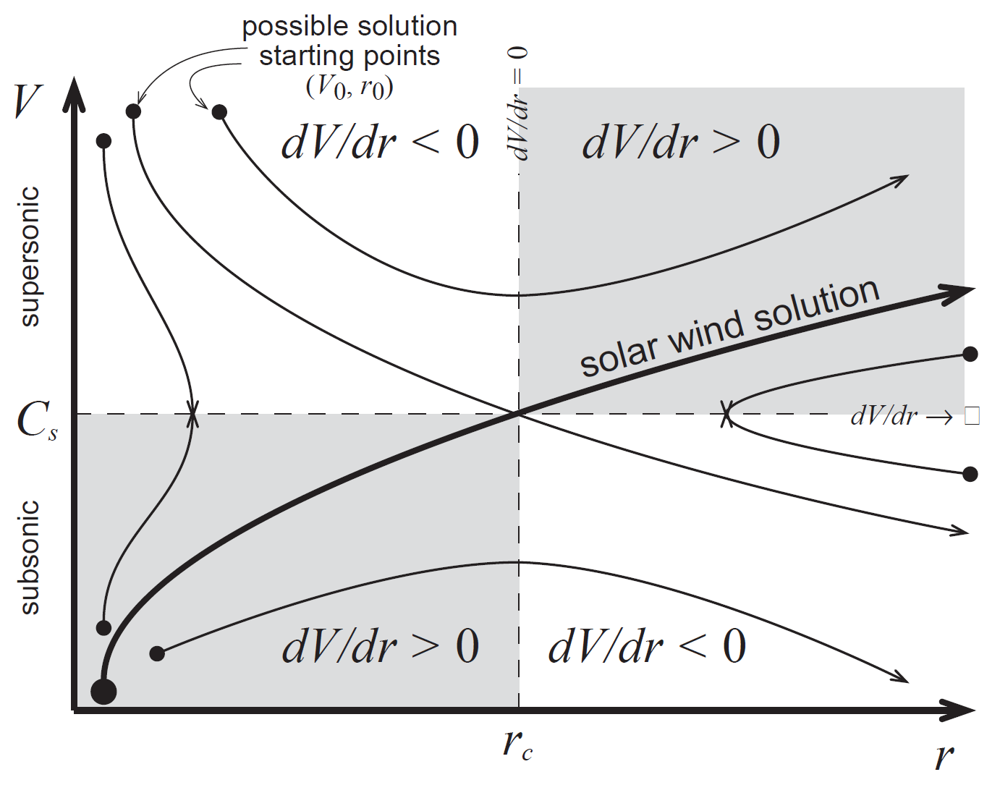 possible solution
starting points
(V0, r0)
V
dV/dr < 0
dV/dr = 0
dV/dr > 0
supersonic
solar wind solution
Cs
dV/dr → □
subsonic
dV/dr > 0
dV/dr < 0
rc
r